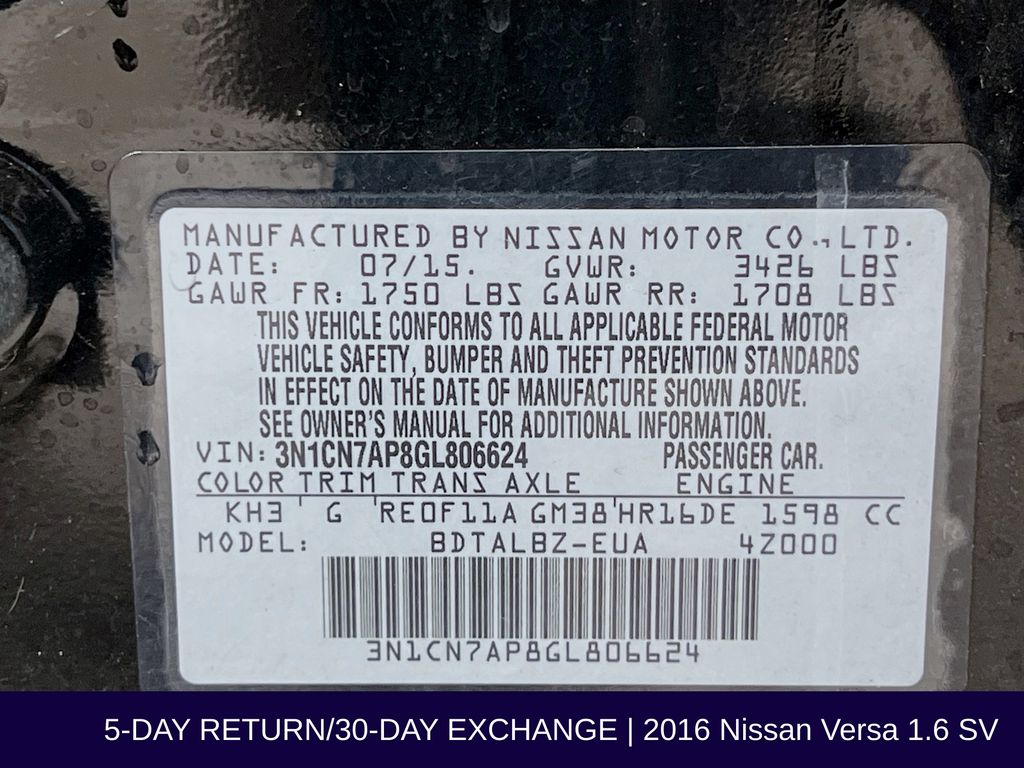 MANUFACTURED BY NISSAN MOTOR CO., LTD.
DATE: 07/15. GVWR: 3426 LBS
GAWR FR: 1750 LBS GAWR RR: 1708 LBS
THIS VEHICLE CONFORMS TO ALL APPLICABLE FEDERAL MOTOR
VEHICLE SAFETY, BUMPER AND THEFT PREVENTION STANDARDS
IN EFFECT ON THE DATE OF MANUFACTURE SHOWN ABOVE.
SEE OWNER'S MANUAL FOR ADDITIONAL INFORMATION.
VIN: 3N1CN7AP8GL806624 PASSENGER CAR.
COLOR TRIM TRANS AXLE ENGINE
KH3 G RE0F11A GM38 HR16DE 1598 CC
MODEL: BDTALBZ-EUA 4Z000
3N1CN7AP8GL806624
5-DAY RETURN/30-DAY EXCHANGE | 2016 Nissan Versa 1.6 SV